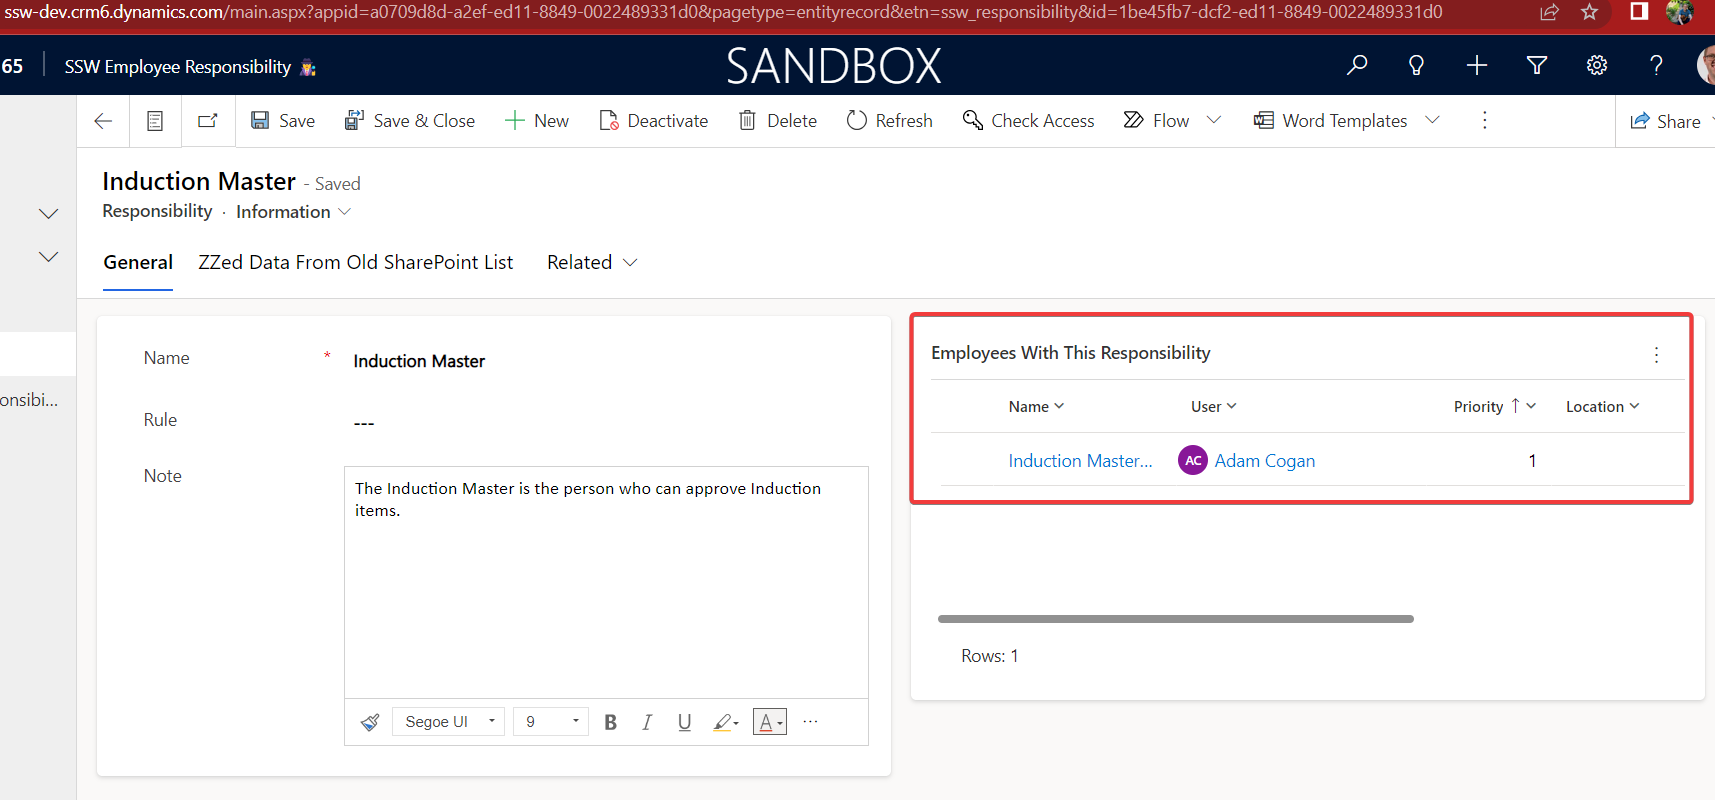 ssw-dev.crm6.dynamics.com/main.aspx?appid=a0709d8d-a2ef-ed11-8849-0022489331d0&pagetype=entityrecord&etn=ssw_responsibility&id=1be45fb7-dcf2-ed11-8849-0022489331d0
65 SSW Employee Responsibility SANDBOX
Save Save & Close New Deactivate Delete Refresh Check Access Flow Word Templates Share
Induction Master - Saved
Responsibility · Information
General ZZed Data From Old SharePoint List Related
onsibi...
Name * Induction Master
Rule ---
Note
The Induction Master is the person who can approve Induction
items.
Segoe UI 9 B I U A ...
Employees With This Responsibility
Name User Priority ↑ Location
Induction Master... AC Adam Cogan 1
Rows: 1